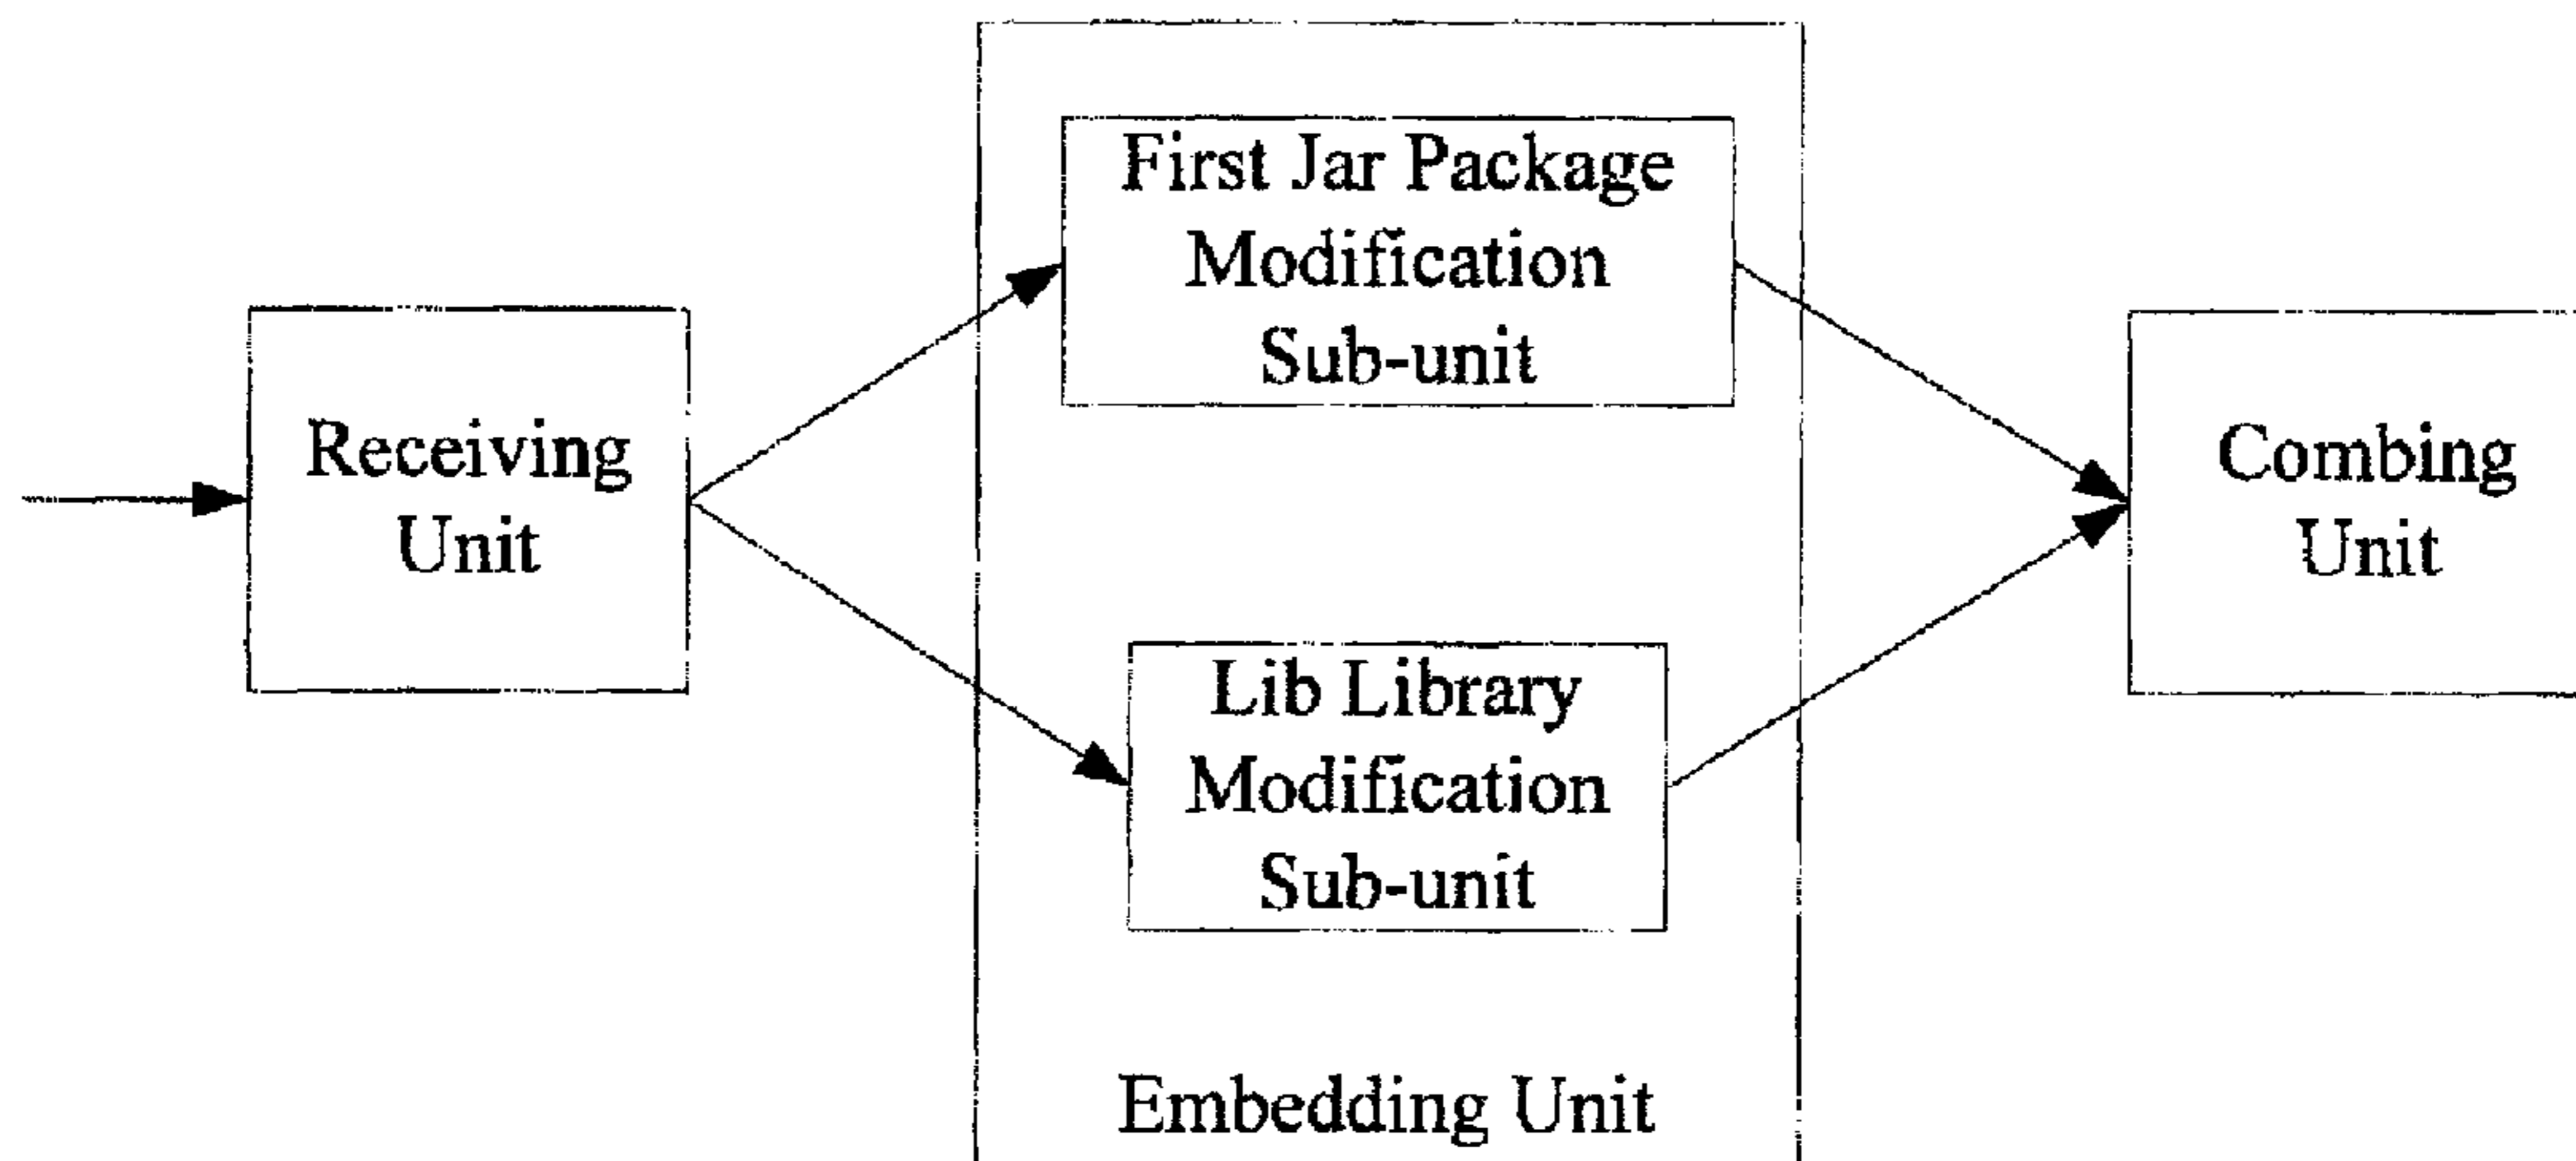 Receiving
Unit
First Jar Package
Modification
Sub-unit
Lib Library
Modification
Sub-unit
Embedding Unit
Combing
Unit